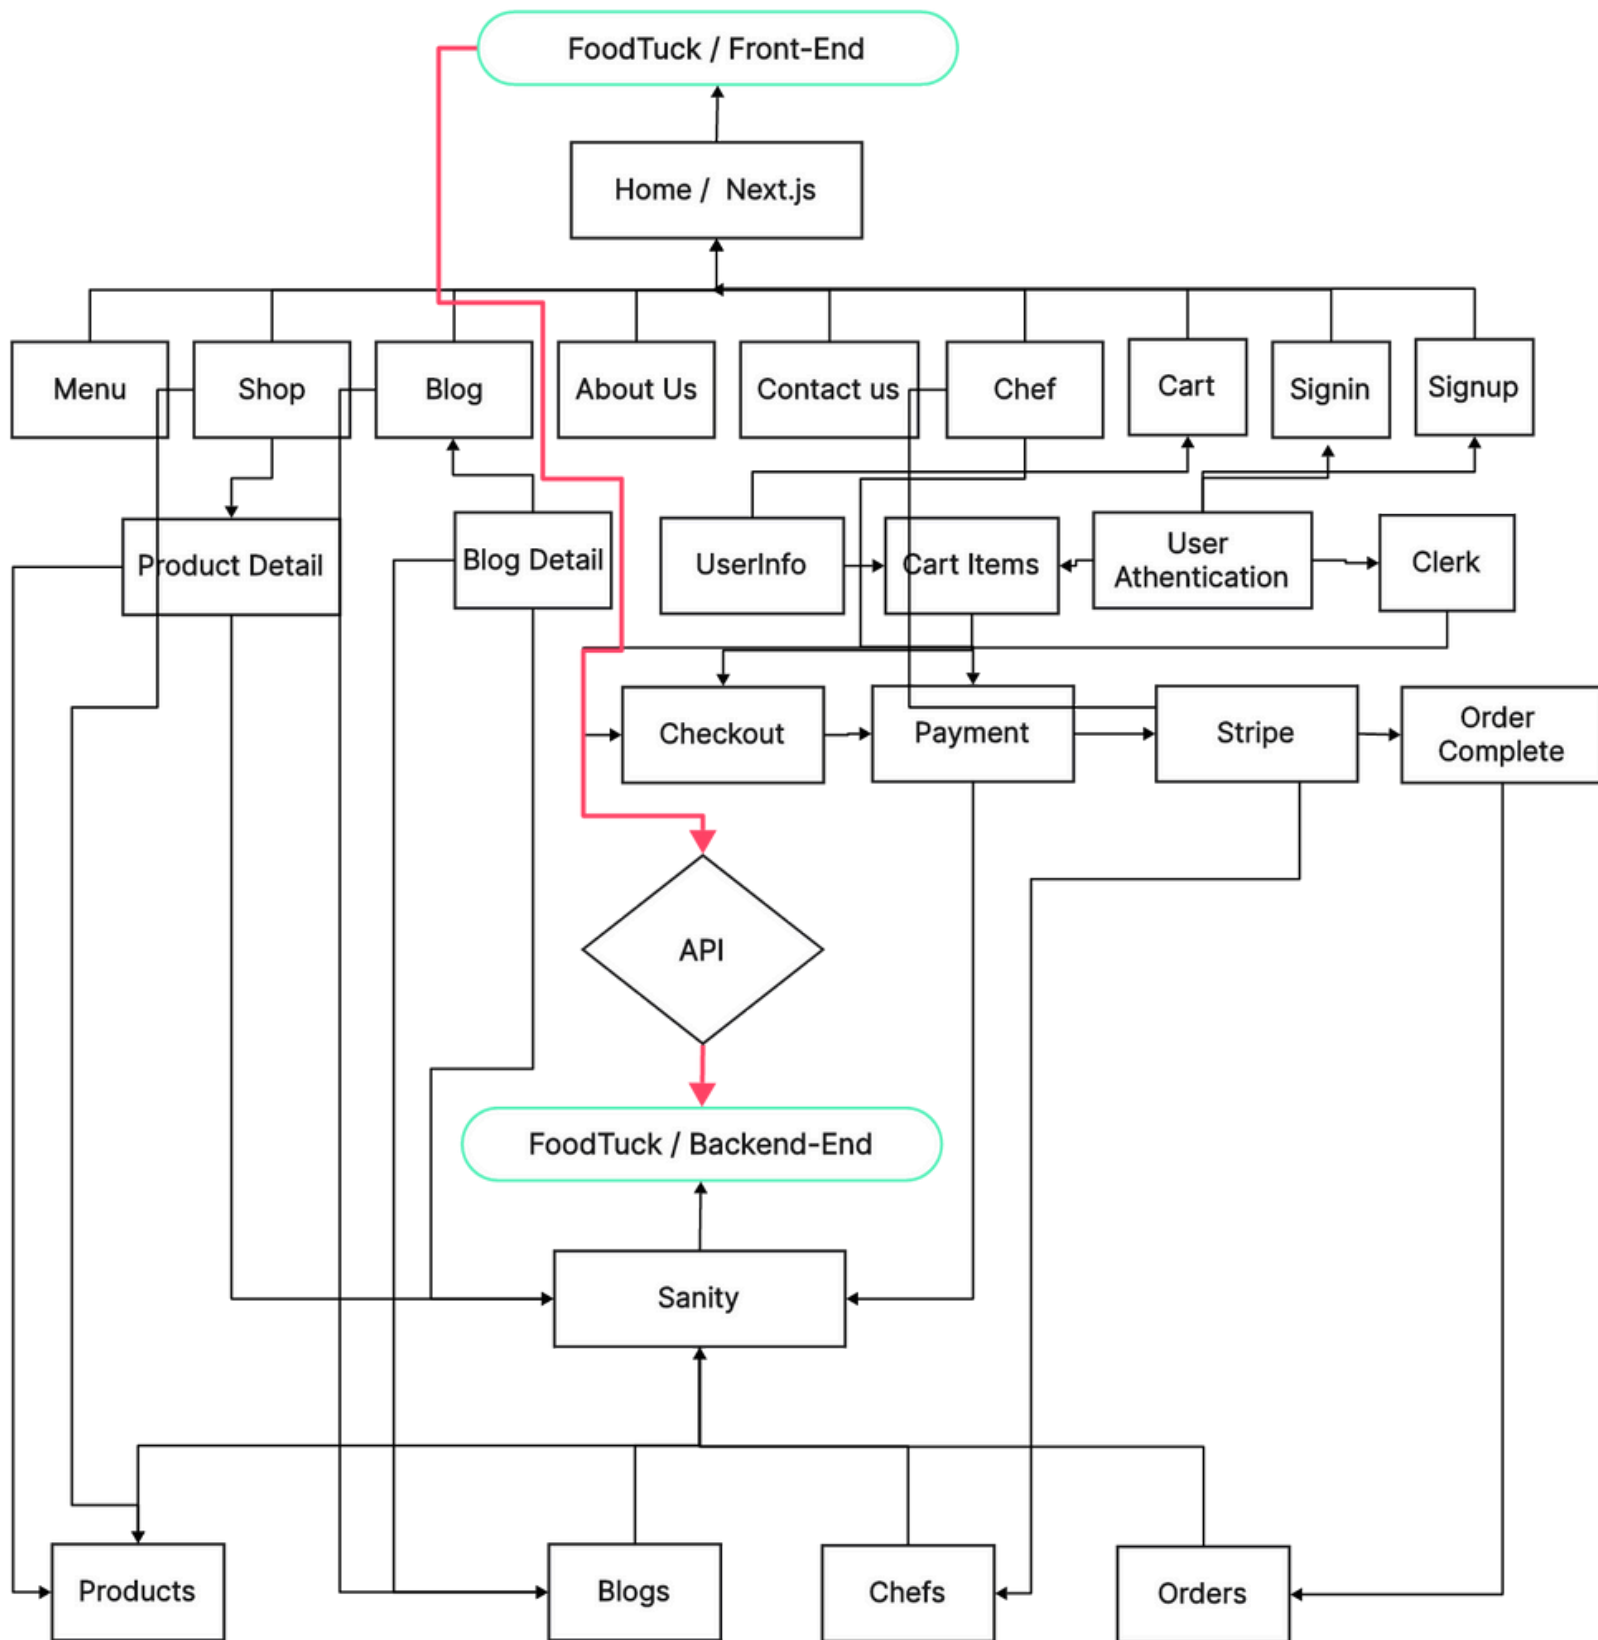 FoodTuck / Front-End
Home / Next.js
Menu
Shop
Blog
About Us
Contact us
Chef
Cart
Signin
Signup
Product Detail
Blog Detail
UserInfo
Cart Items
User
Athentication
Clerk
Checkout
Payment
Stripe
Order
Complete
API
FoodTuck / Backend-End
Sanity
Products
Blogs
Chefs
Orders